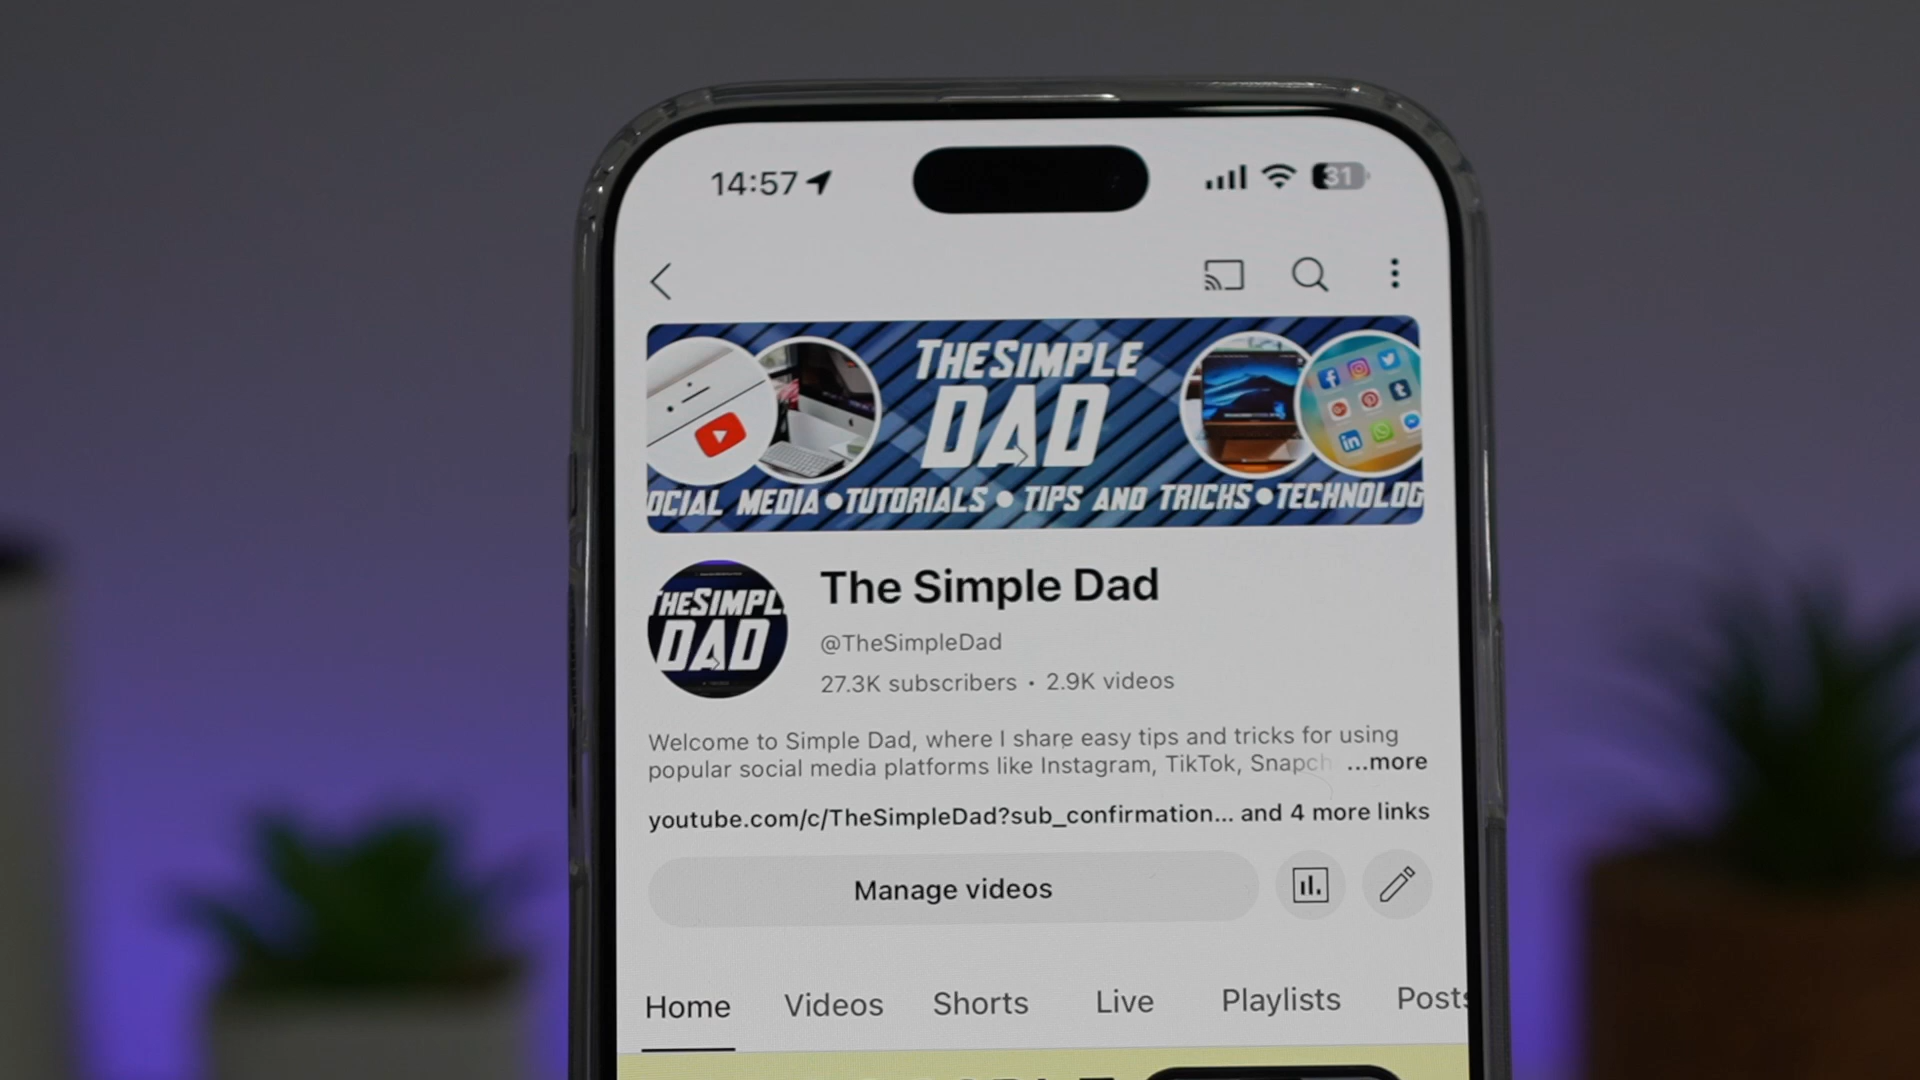 14:57
31
THE SIMPLE
DAD
OCIAL MEDIA • TUTORIALS • TIPS AND TRICKS • TECHNOLOG
THESIMPL
DAD
The Simple Dad
@TheSimpleDad
27.3K subscribers • 2.9K videos
Welcome to Simple Dad, where I share easy tips and tricks for using
popular social media platforms like Instagram, TikTok, Snapch ...more
youtube.com/c/TheSimpleDad?sub_confirmation... and 4 more links
Manage videos
Home Videos Shorts Live Playlists Posts